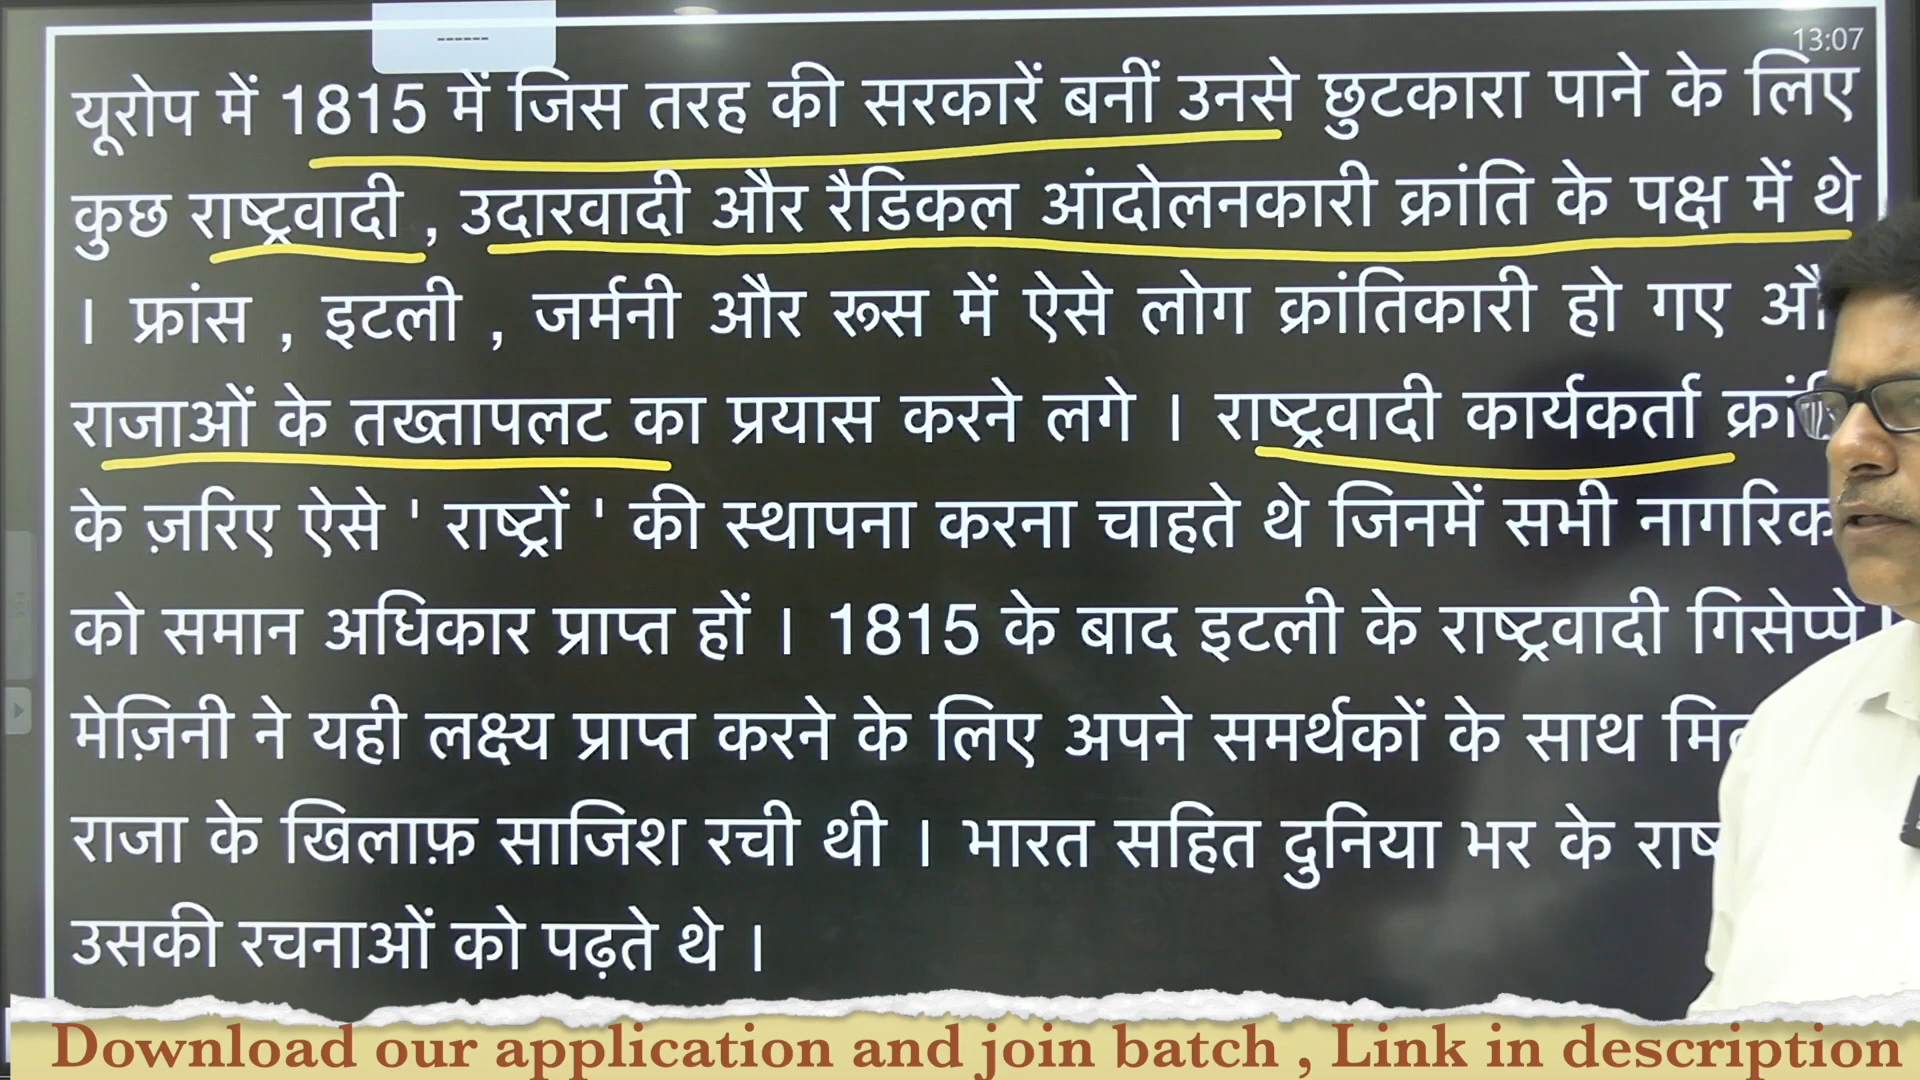 ------
13:07
यूरोप में 1815 में जिस तरह की सरकारें बनीं उनसे छुटकारा पाने के लिए
कुछ राष्ट्रवादी , उदारवादी और रैडिकल आंदोलनकारी क्रांति के पक्ष में थे
। फ्रांस , इटली , जर्मनी और रूस में ऐसे लोग क्रांतिकारी हो गए
राजाओं के तख्तापलट का प्रयास करने लगे । राष्ट्रवादी कार्यकर्ता
के ज़रिए ऐसे ' राष्ट्रों ' की स्थापना करना चाहते थे जिनमें सभी
को समान अधिकार प्राप्त हों । 1815 के बाद इटली के राष्ट्रवादी गिसेप्पे
मेज़िनी ने यही लक्ष्य प्राप्त करने के लिए अपने समर्थकों के साथ
राजा के खिलाफ़ साजिश रची थी । भारत सहित दुनिया भर के
उसकी रचनाओं को पढ़ते थे ।
Download our application and join batch , Link in description